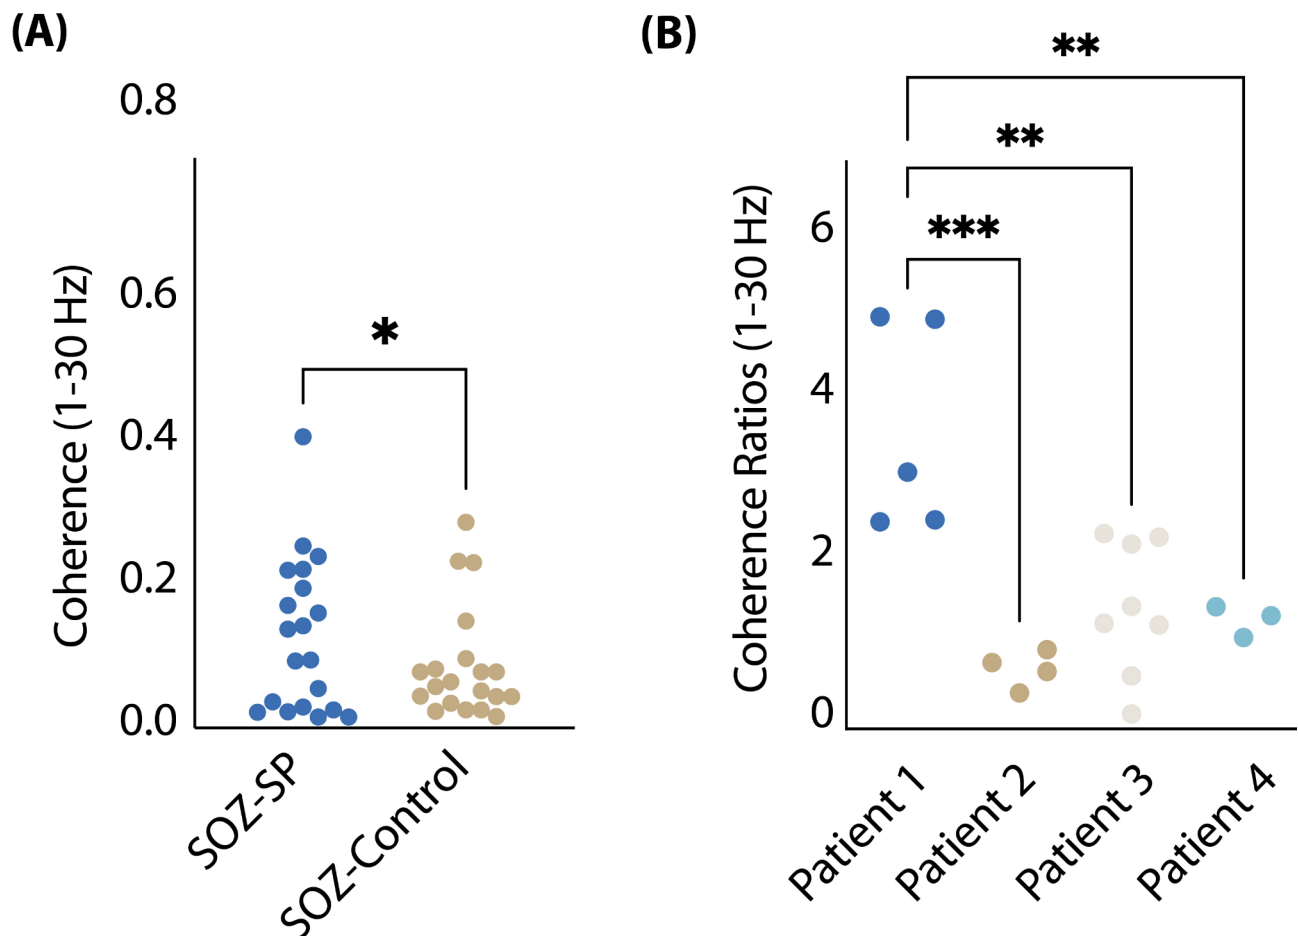 (A)
0.8
0.6
0.4
0.2
0.0
Coherence (1-30 Hz)
*
SOZ-SP
SOZ-Control
(B)
**
**
***
6
4
2
0
Coherence Ratios (1-30 Hz)
Patient 1
Patient 2
Patient 3
Patient 4